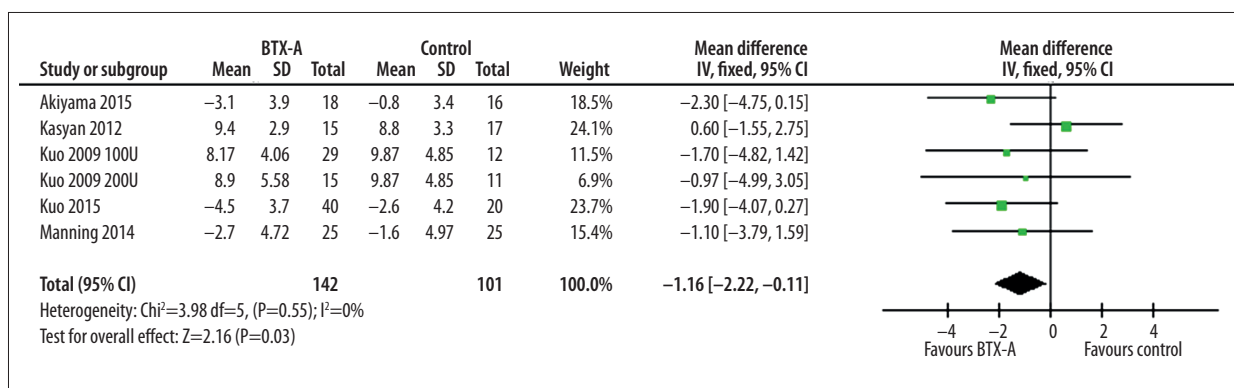 BTX-A Control Mean difference Mean difference
Study or subgroup Mean SD Total Mean SD Total Weight IV, fixed, 95% CI IV, fixed, 95% CI
Akiyama 2015 −3.1 3.9 18 −0.8 3.4 16 18.5% −2.30 [−4.75, 0.15]
Kasyan 2012 9.4 2.9 15 8.8 3.3 17 24.1% 0.60 [−1.55, 2.75]
Kuo 2009 100U 8.17 4.06 29 9.87 4.85 12 11.5% −1.70 [−4.82, 1.42]
Kuo 2009 200U 8.9 5.58 15 9.87 4.85 11 6.9% −0.97 [−4.99, 3.05]
Kuo 2015 −4.5 3.7 40 −2.6 4.2 20 23.7% −1.90 [−4.07, 0.27]
Manning 2014 −2.7 4.72 25 −1.6 4.97 25 15.4% −1.10 [−3.79, 1.59]
Total (95% CI) 142 101 100.0% −1.16 [−2.22, −0.11]
Heterogeneity: Chi²=3.98 df=5, (P=0.55); I²=0%
Test for overall effect: Z=2.16 (P=0.03)
−4 −2 0 2 4
Favours BTX-A Favours control